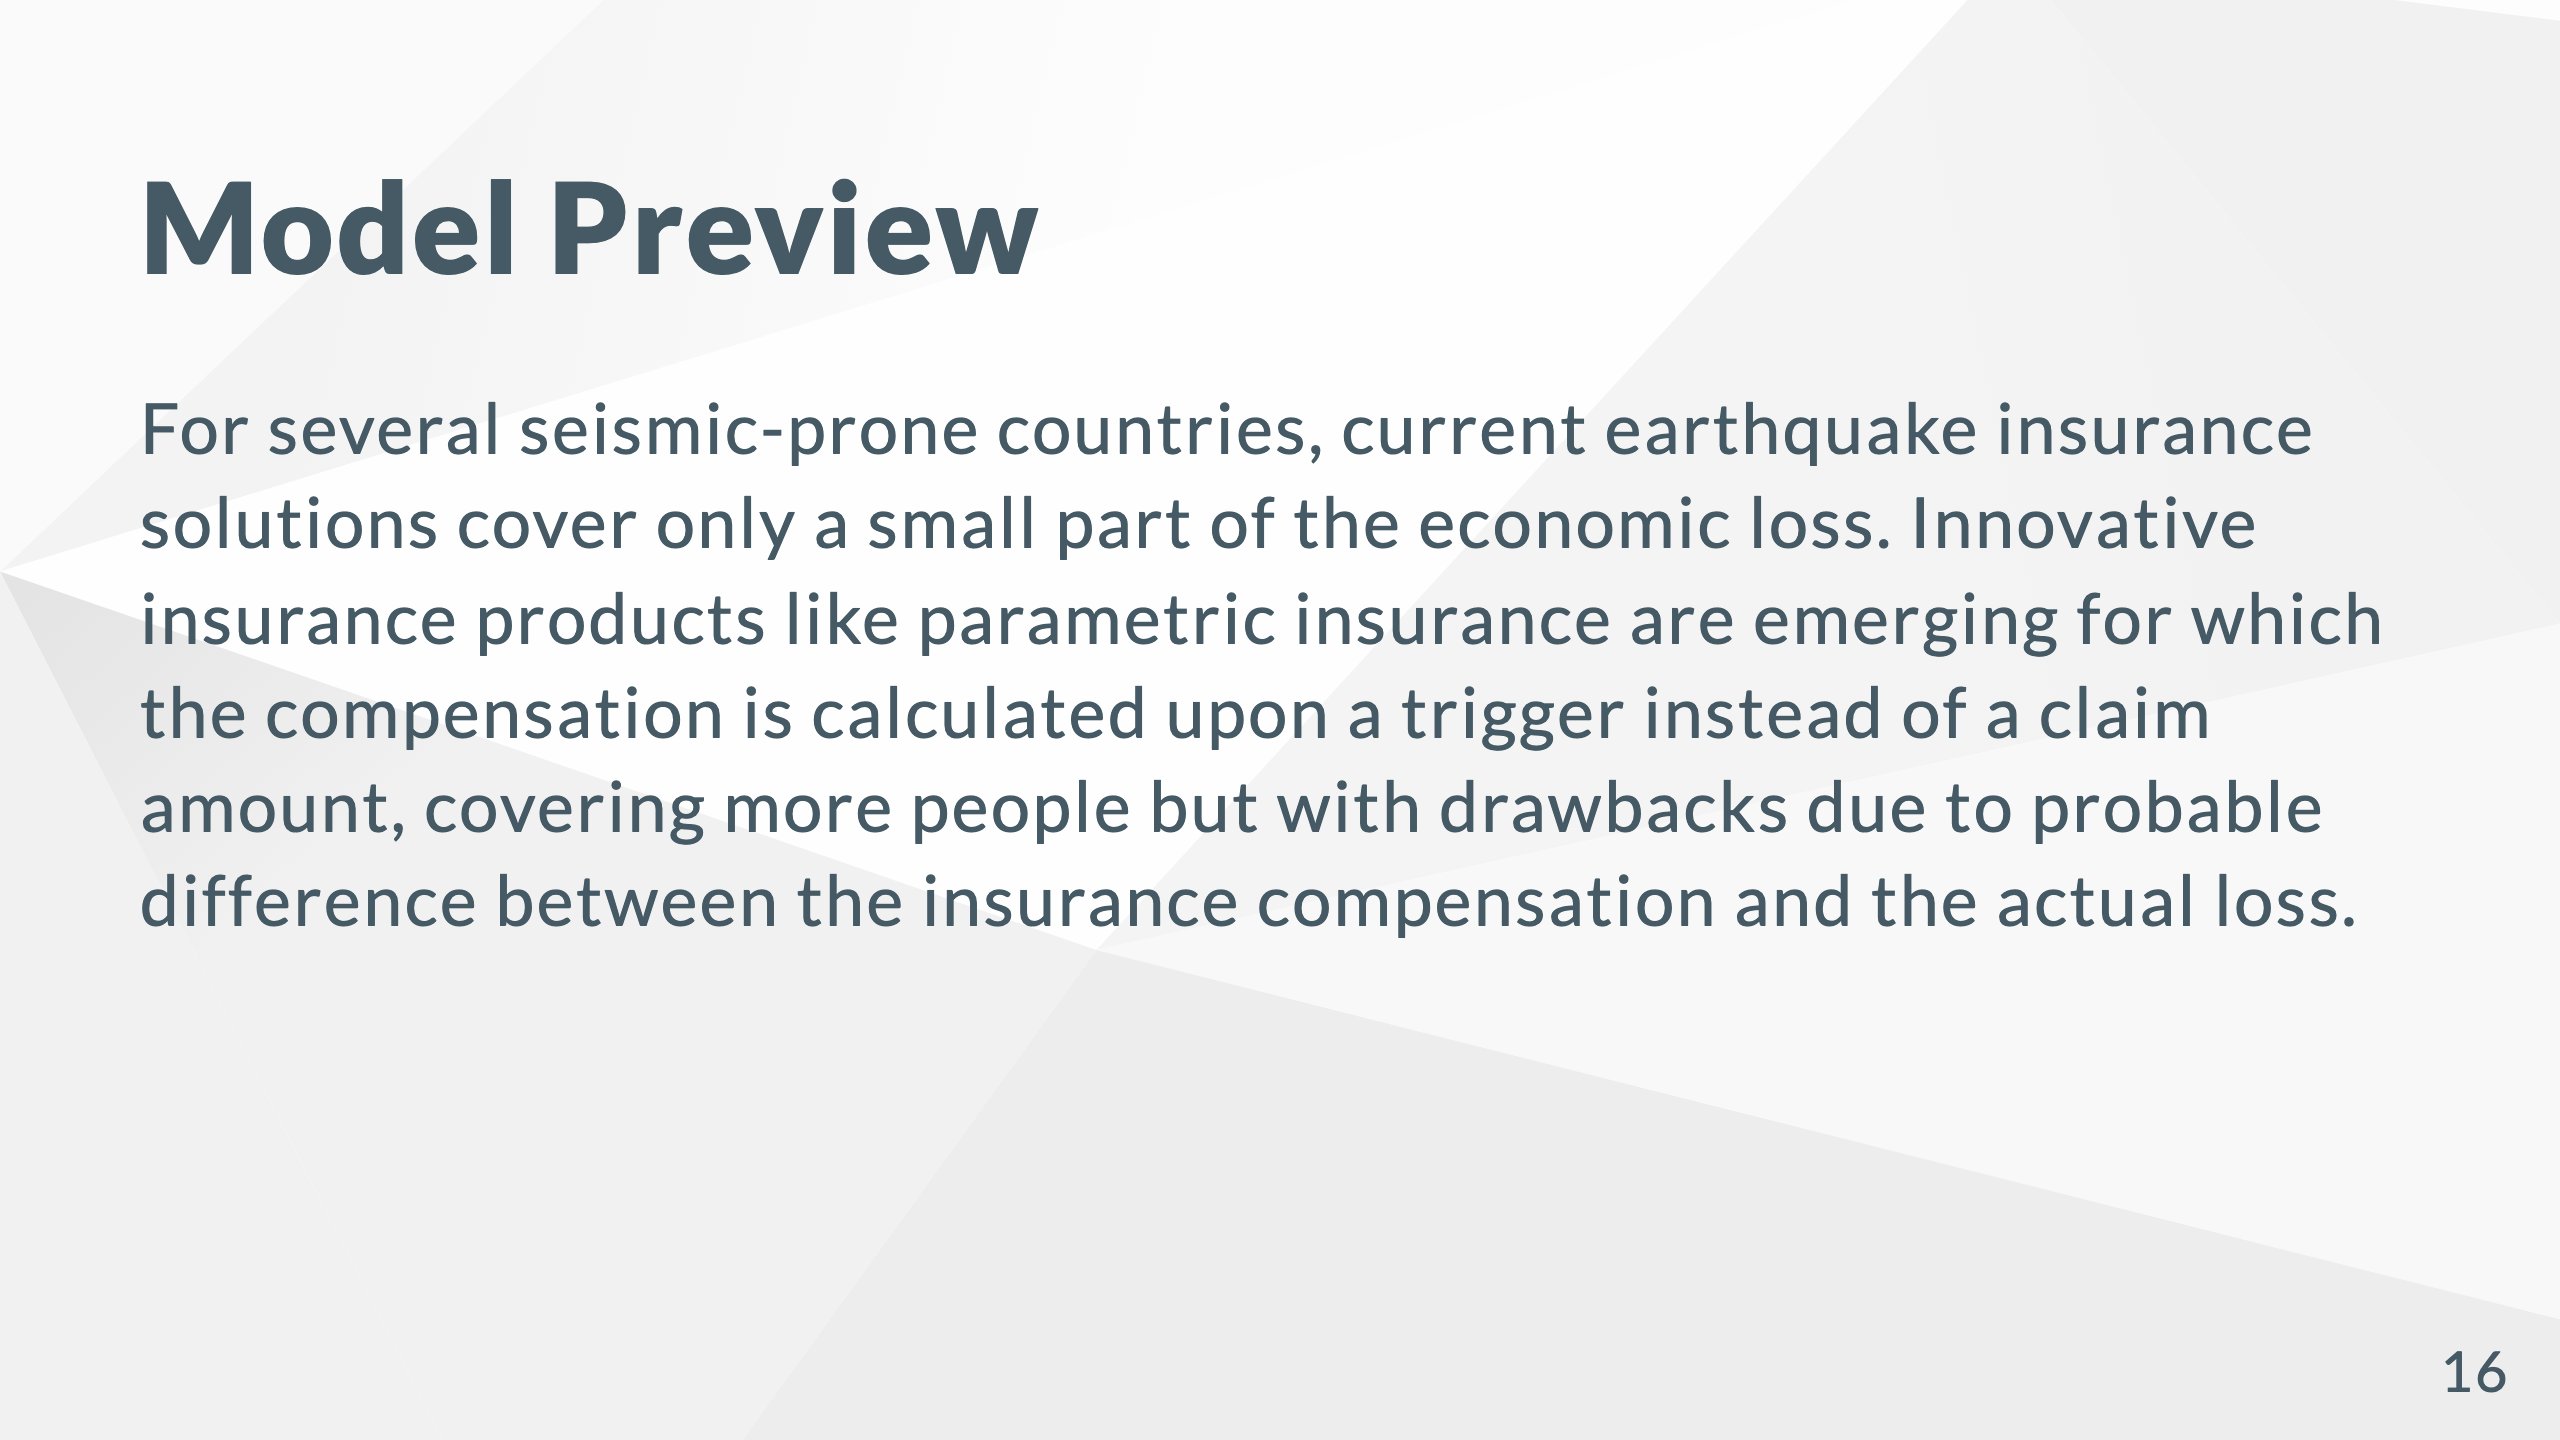 Model Preview
For several seismic-prone countries, current earthquake insurance
solutions cover only a small part of the economic loss. Innovative
insurance products like parametric insurance are emerging for which
the compensation is calculated upon a trigger instead of a claim
amount, covering more people but with drawbacks due to probable
difference between the insurance compensation and the actual loss.
16